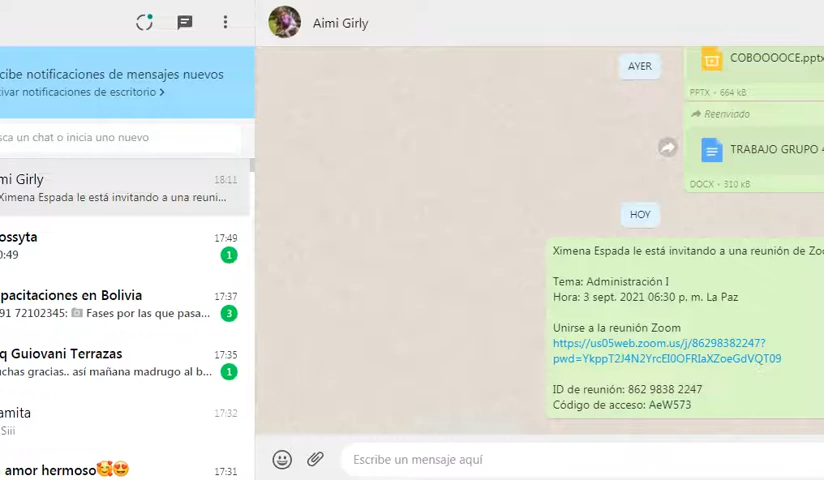 Aimi Girly
cibe notificaciones de mensajes nuevos
ivar notificaciones de escritorio >
sca un chat o inicia uno nuevo
mi Girly 18:11
Ximena Espada le está invitando a una reuni...
ossyta 17:49
0:49 1
pacitaciones en Bolivia 17:37
91 72102345: Fases por las que pasa... 3
q Guiovani Terrazas 17:35
uchas gracias.. así mañana madrugo al b... 1
amita 17:32
Siii
amor hermoso 17:31
AYER
COBOOOOCE.pptx
PPTX • 664 kB
Reenviado
TRABAJO GRUPO 4
DOCX • 310 kB
HOY
Ximena Espada le está invitando a una reunión de Zoo
Tema: Administración I
Hora: 3 sept. 2021 06:30 p. m. La Paz
Unirse a la reunión Zoom
https://us05web.zoom.us/j/86298382247?
pwd=YkppT2J4N2YrcEI0OFRIaXZoeGdVQT09
ID de reunión: 862 9838 2247
Código de acceso: AeW573
Escribe un mensaje aquí